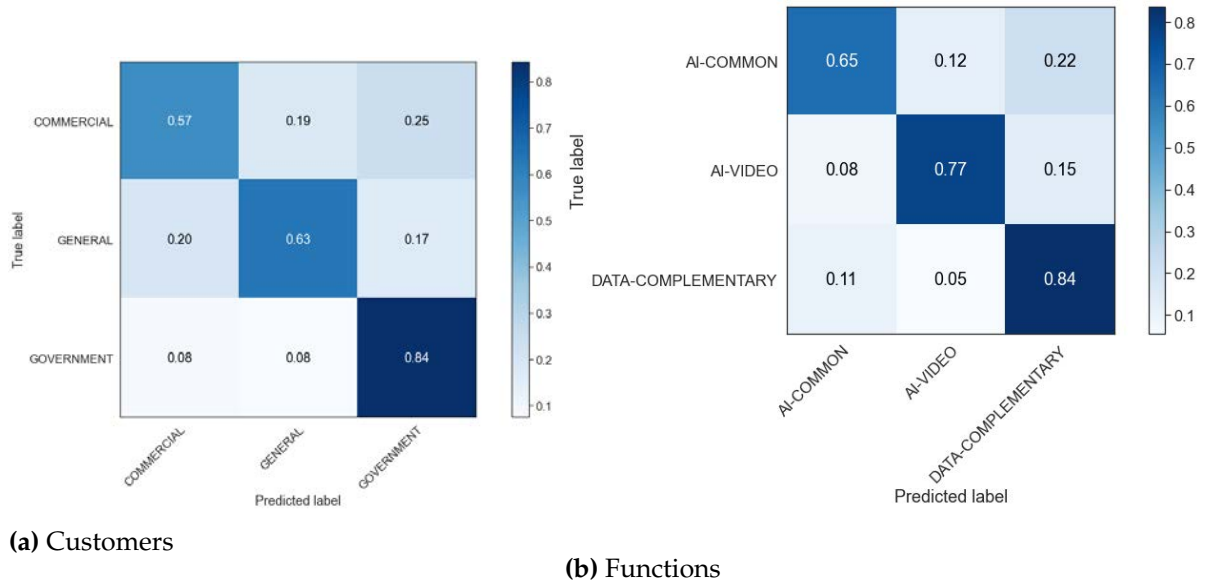 COMMERCIAL 0.57 0.19 0.25
GENERAL 0.20 0.63 0.17
GOVERNMENT 0.08 0.08 0.84
True label
COMMERCIAL GENERAL GOVERNMENT
Predicted label
0.8
0.7
0.6
0.5
0.4
0.3
0.2
0.1
(a) Customers
AI-COMMON 0.65 0.12 0.22
AI-VIDEO 0.08 0.77 0.15
DATA-COMPLEMENTARY 0.11 0.05 0.84
True label
AI-COMMON AI-VIDEO DATA-COMPLEMENTARY
Predicted label
0.8
0.7
0.6
0.5
0.4
0.3
0.2
0.1
(b) Functions